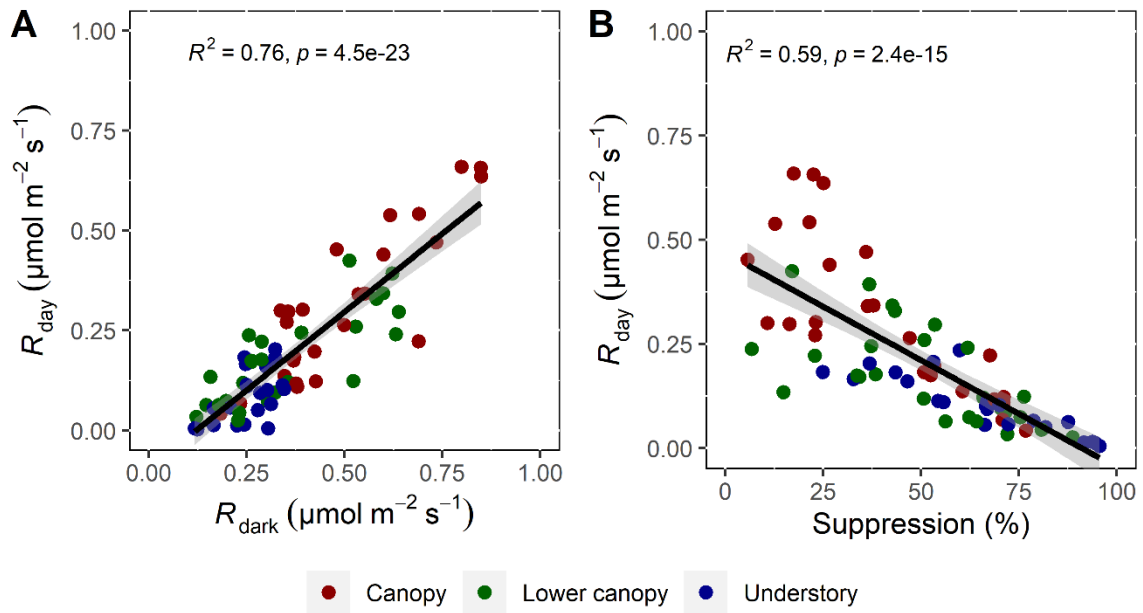 A
R² = 0.76, p = 4.5e-23
1.00
0.75
0.50
0.25
0.00
R_day (μmol m⁻² s⁻¹)
0.00 0.25 0.50 0.75 1.00
R_dark (μmol m⁻² s⁻¹)
B
R² = 0.59, p = 2.4e-15
1.00
0.75
0.50
0.25
0.00
R_day (μmol m⁻² s⁻¹)
0 25 50 75 100
Suppression (%)
Canopy Lower canopy Understory